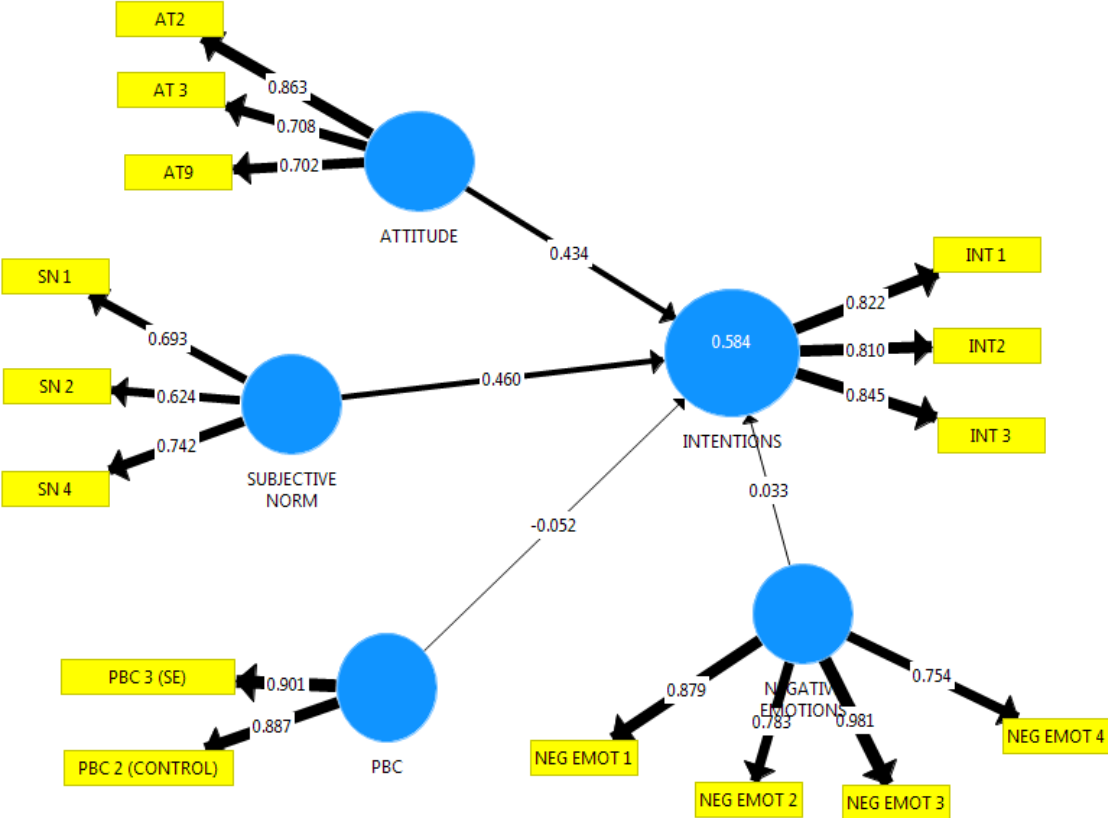 AT2
0.863
AT 3
0.708
AT9
0.702
ATTITUDE
0.434
SN 1
0.693
SN 2
0.624
SN 4
0.742
SUBJECTIVE
NORM
0.460
INT 1
0.822
0.584
INT2
0.810
0.845
INT 3
INTENTIONS
-0.052
0.033
PBC 3 (SE)
0.901
0.887
PBC 2 (CONTROL)
PBC
NEGATIVE
EMOTIONS
0.879
0.783
0.981
0.754
NEG EMOT 1
NEG EMOT 2
NEG EMOT 3
NEG EMOT 4